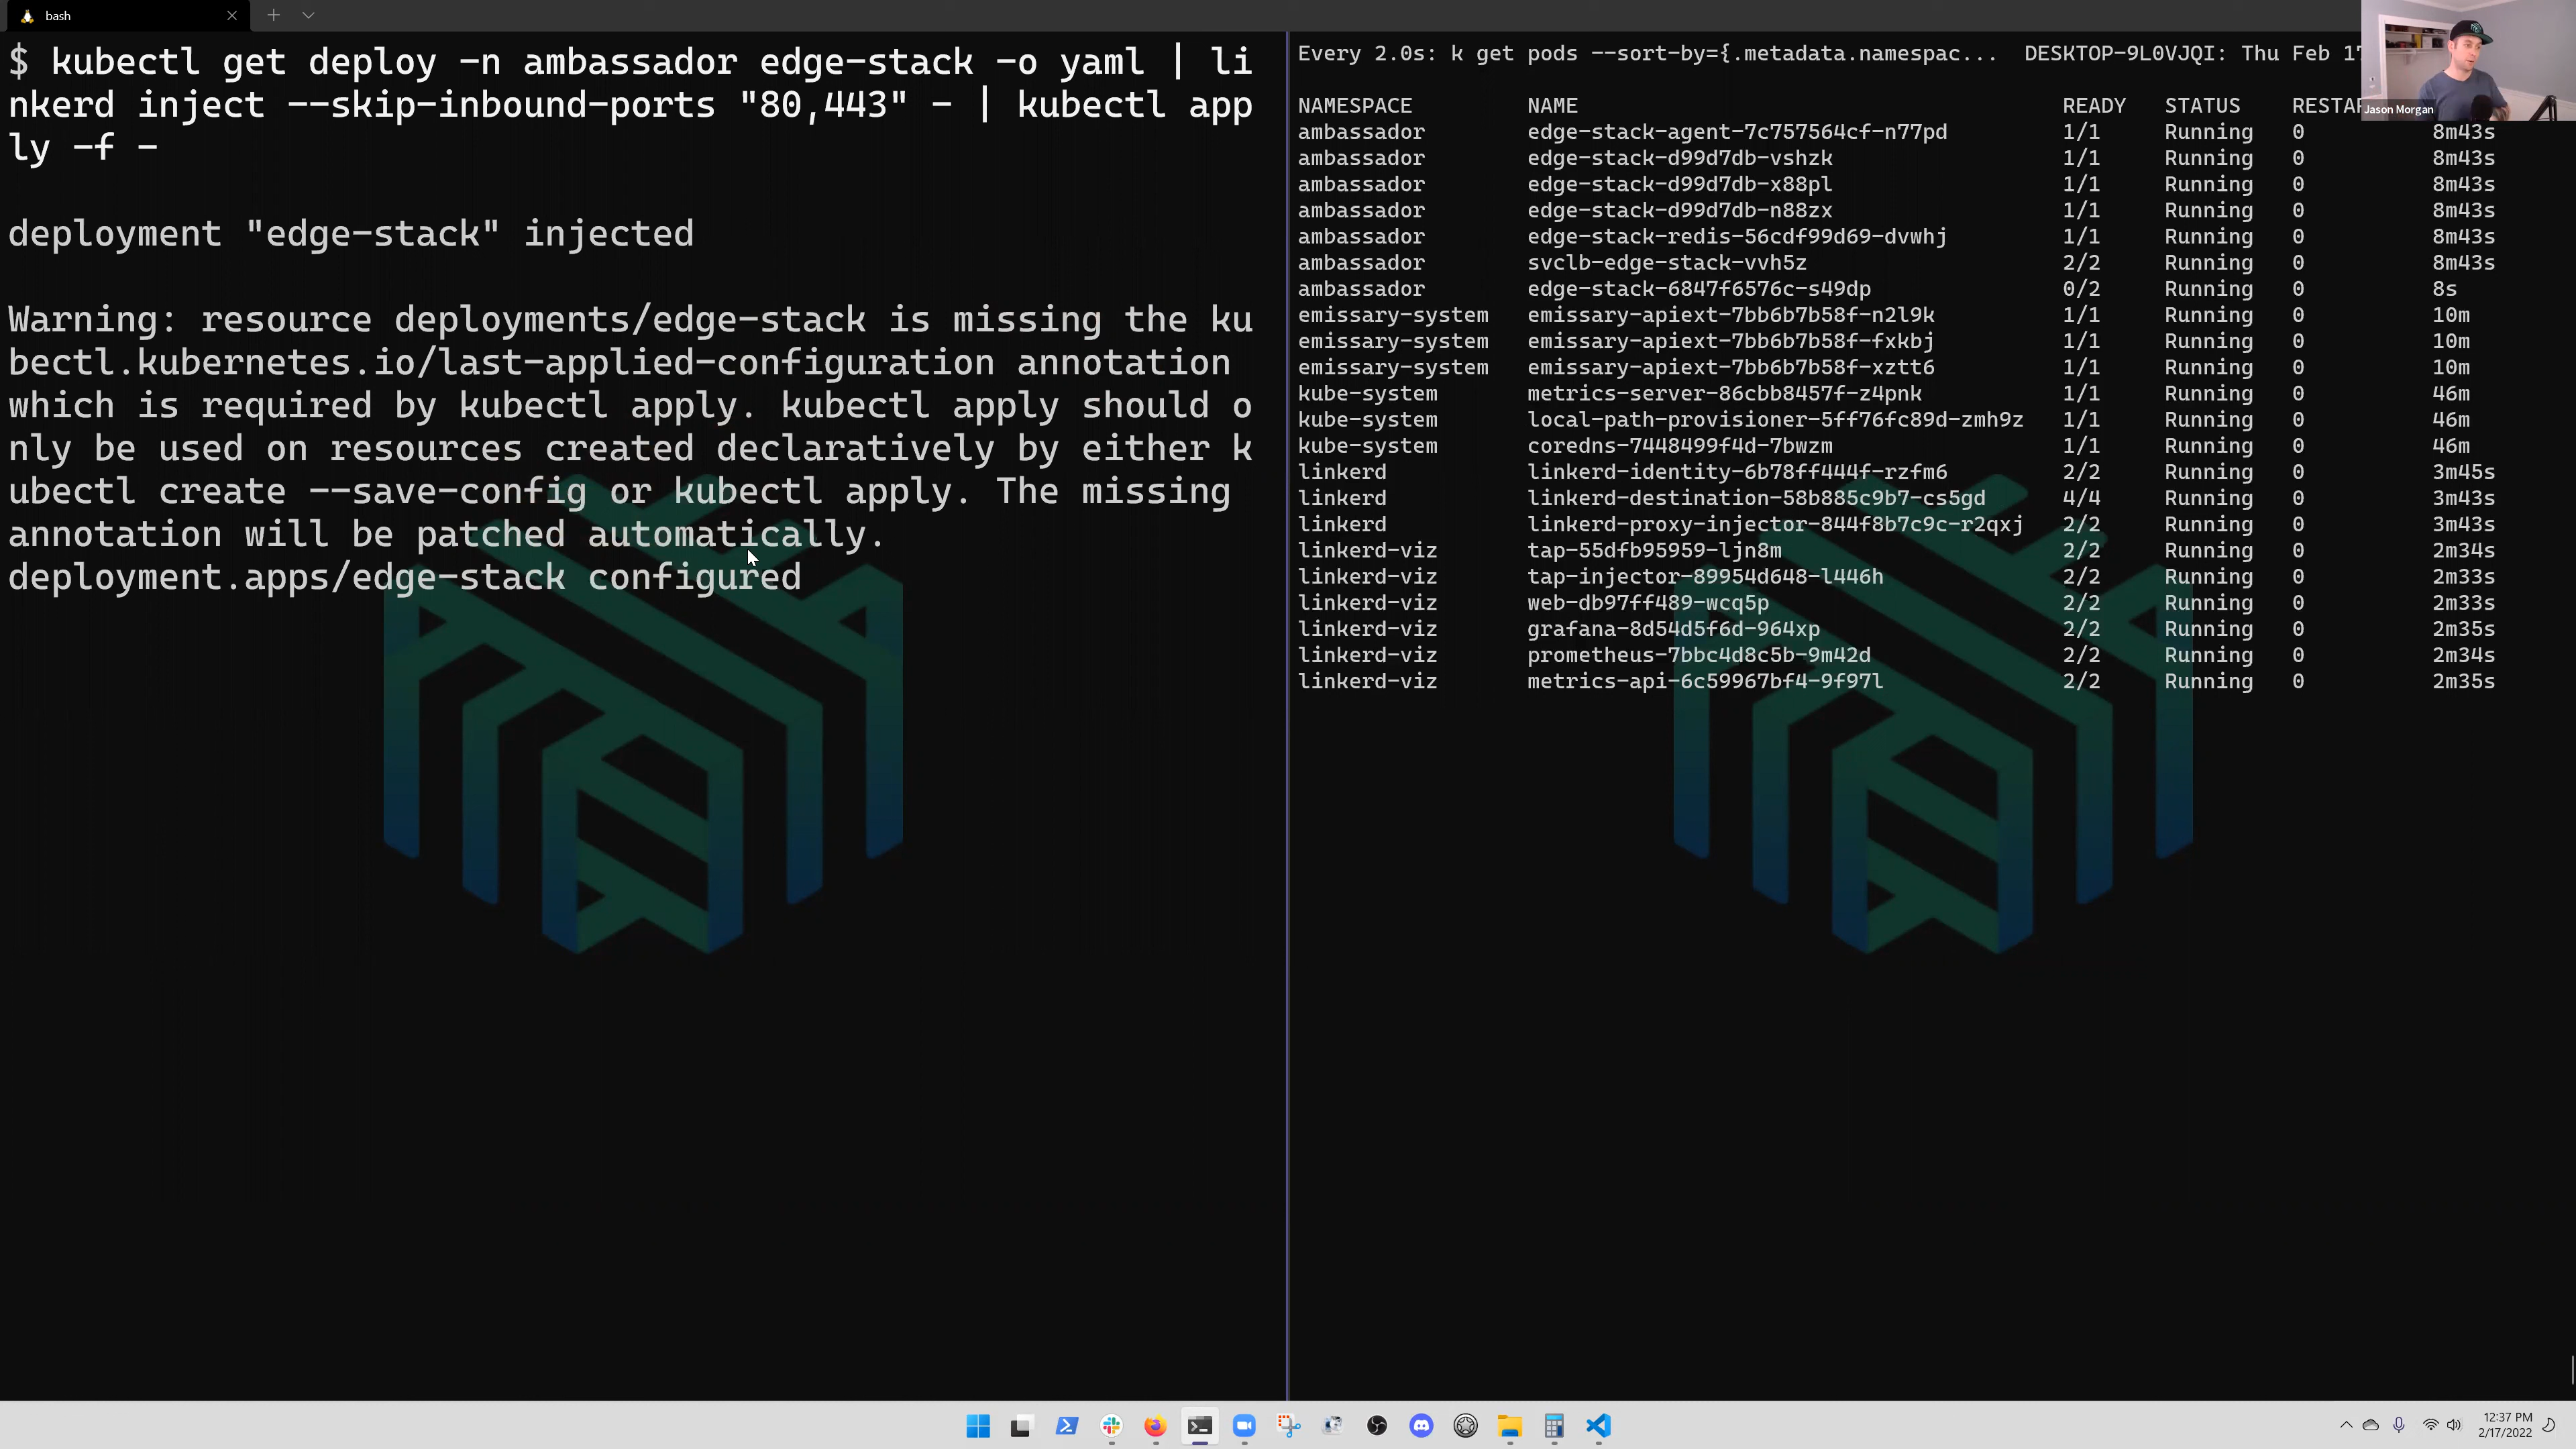 bash
$ kubectl get deploy -n ambassador edge-stack -o yaml | li
nkerd inject --skip-inbound-ports "80,443" - | kubectl app
ly -f -
deployment "edge-stack" injected
Warning: resource deployments/edge-stack is missing the ku
bectl.kubernetes.io/last-applied-configuration annotation
which is required by kubectl apply. kubectl apply should o
nly be used on resources created declaratively by either k
ubectl create --save-config or kubectl apply. The missing
annotation will be patched automatically.
deployment.apps/edge-stack configured
Every 2.0s: k get pods --sort-by={.metadata.namespac... DESKTOP-9L0VJQI: Thu Feb 17
Jason Morgan
NAMESPACE NAME READY STATUS RESTAR
ambassador edge-stack-agent-7c757564cf-n77pd 1/1 Running 0 8m43s
ambassador edge-stack-d99d7db-vshzk 1/1 Running 0 8m43s
ambassador edge-stack-d99d7db-x88pl 1/1 Running 0 8m43s
ambassador edge-stack-d99d7db-n88zx 1/1 Running 0 8m43s
ambassador edge-stack-redis-56cdf99d69-dvwhj 1/1 Running 0 8m43s
ambassador svclb-edge-stack-vvh5z 2/2 Running 0 8m43s
ambassador edge-stack-6847f6576c-s49dp 0/2 Running 0 8s
emissary-system emissary-apiext-7bb6b7b58f-n2l9k 1/1 Running 0 10m
emissary-system emissary-apiext-7bb6b7b58f-fxkbj 1/1 Running 0 10m
emissary-system emissary-apiext-7bb6b7b58f-xztt6 1/1 Running 0 10m
kube-system metrics-server-86cbb8457f-z4pnk 1/1 Running 0 46m
kube-system local-path-provisioner-5ff76fc89d-zmh9z 1/1 Running 0 46m
kube-system coredns-7448499f4d-7bwzm 1/1 Running 0 46m
linkerd linkerd-identity-6b78ff444f-rzfm6 2/2 Running 0 3m45s
linkerd linkerd-destination-58b885c9b7-cs5gd 4/4 Running 0 3m43s
linkerd linkerd-proxy-injector-844f8b7c9c-r2qxj 2/2 Running 0 3m43s
linkerd-viz tap-55dfb95959-ljn8m 2/2 Running 0 2m34s
linkerd-viz tap-injector-89954d648-l446h 2/2 Running 0 2m33s
linkerd-viz web-db97ff489-wcq5p 2/2 Running 0 2m33s
linkerd-viz grafana-8d54d5f6d-964xp 2/2 Running 0 2m35s
linkerd-viz prometheus-7bbc4d8c5b-9m42d 2/2 Running 0 2m34s
linkerd-viz metrics-api-6c59967bf4-9f97l 2/2 Running 0 2m35s
12:37 PM
2/17/2022